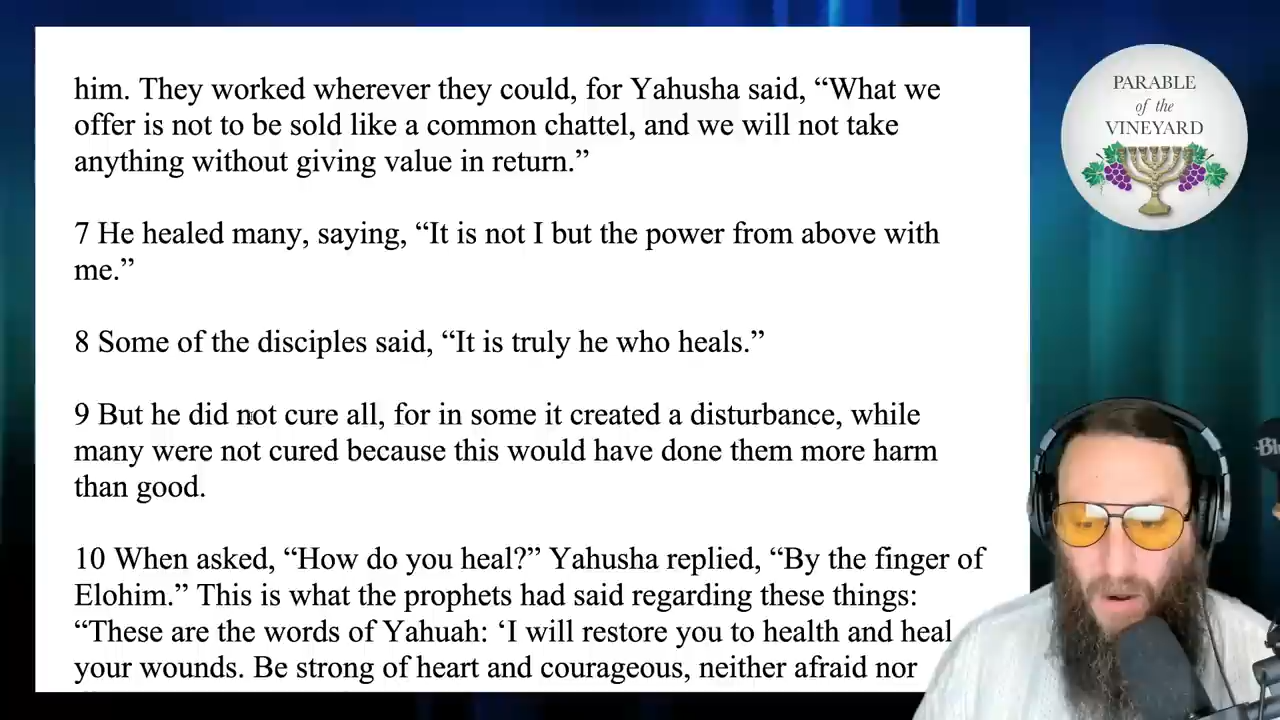 him. They worked wherever they could, for Yahusha said, “What we
offer is not to be sold like a common chattel, and we will not take
anything without giving value in return.”
7 He healed many, saying, “It is not I but the power from above with
me.”
8 Some of the disciples said, “It is truly he who heals.”
9 But he did not cure all, for in some it created a disturbance, while
many were not cured because this would have done them more harm
than good.
10 When asked, “How do you heal?” Yahusha replied, “By the finger of
Elohim.” This is what the prophets had said regarding these things:
“These are the words of Yahuah: ‘I will restore you to health and heal
your wounds. Be strong of heart and courageous, neither afraid nor
PARABLE
of the
VINEYARD